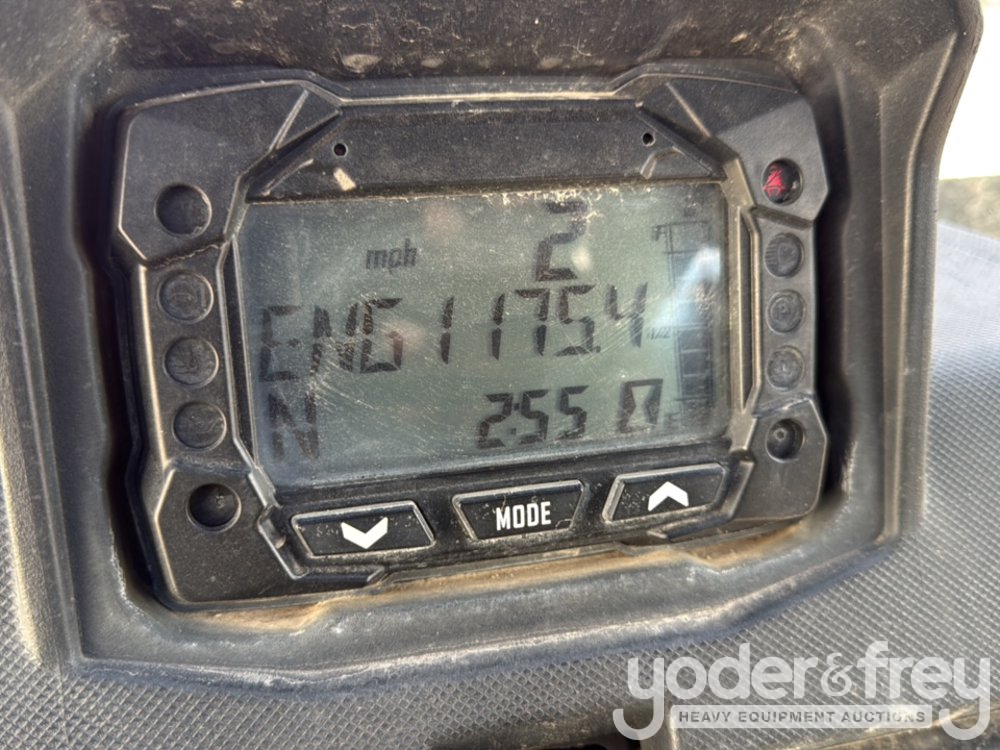 mph 2
F
ENG 1175.4
N 2:55
MODE
yoder&frey
HEAVY EQUIPMENT AUCTIONS